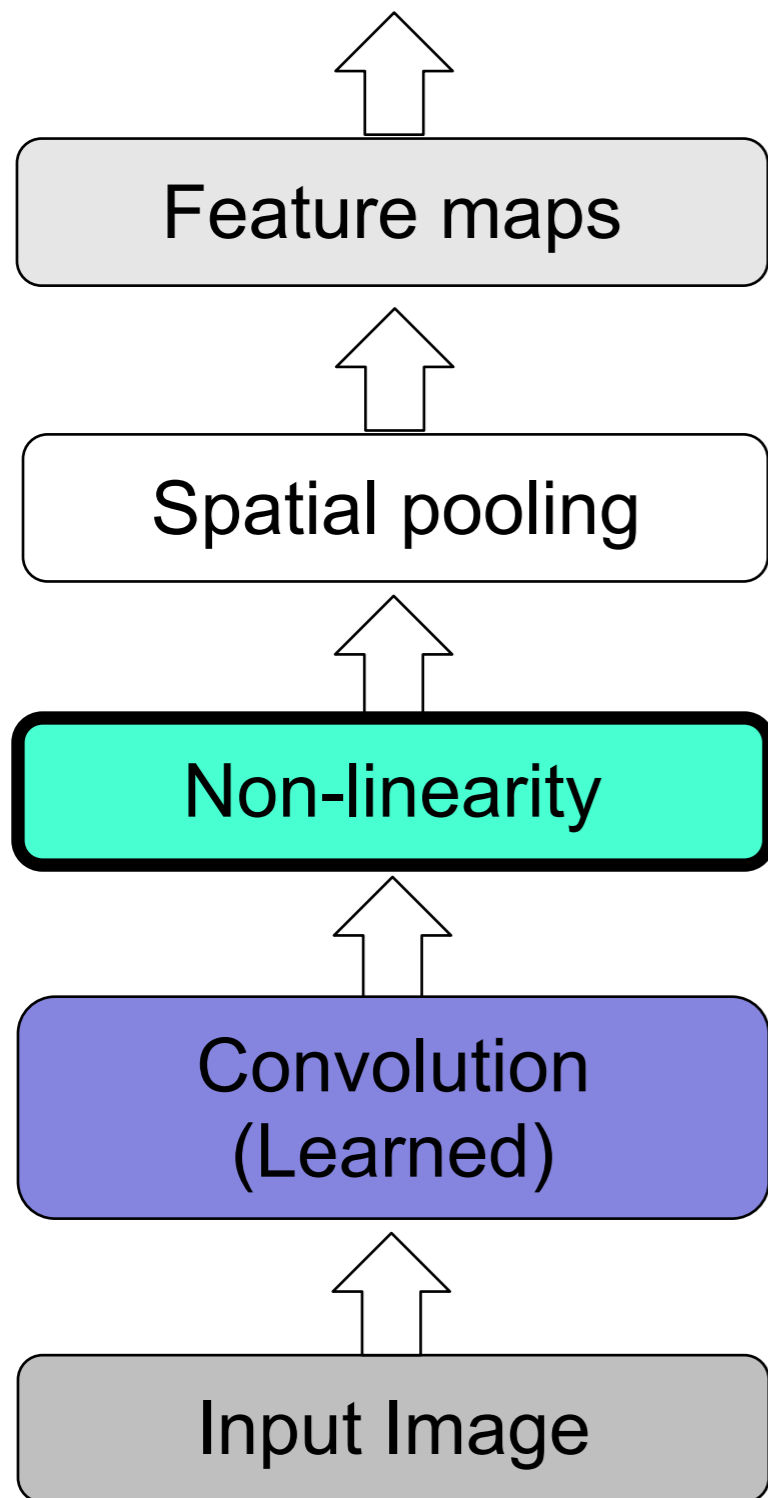 Feature maps
Spatial pooling
Non-linearity
Convolution
(Learned)
Input Image